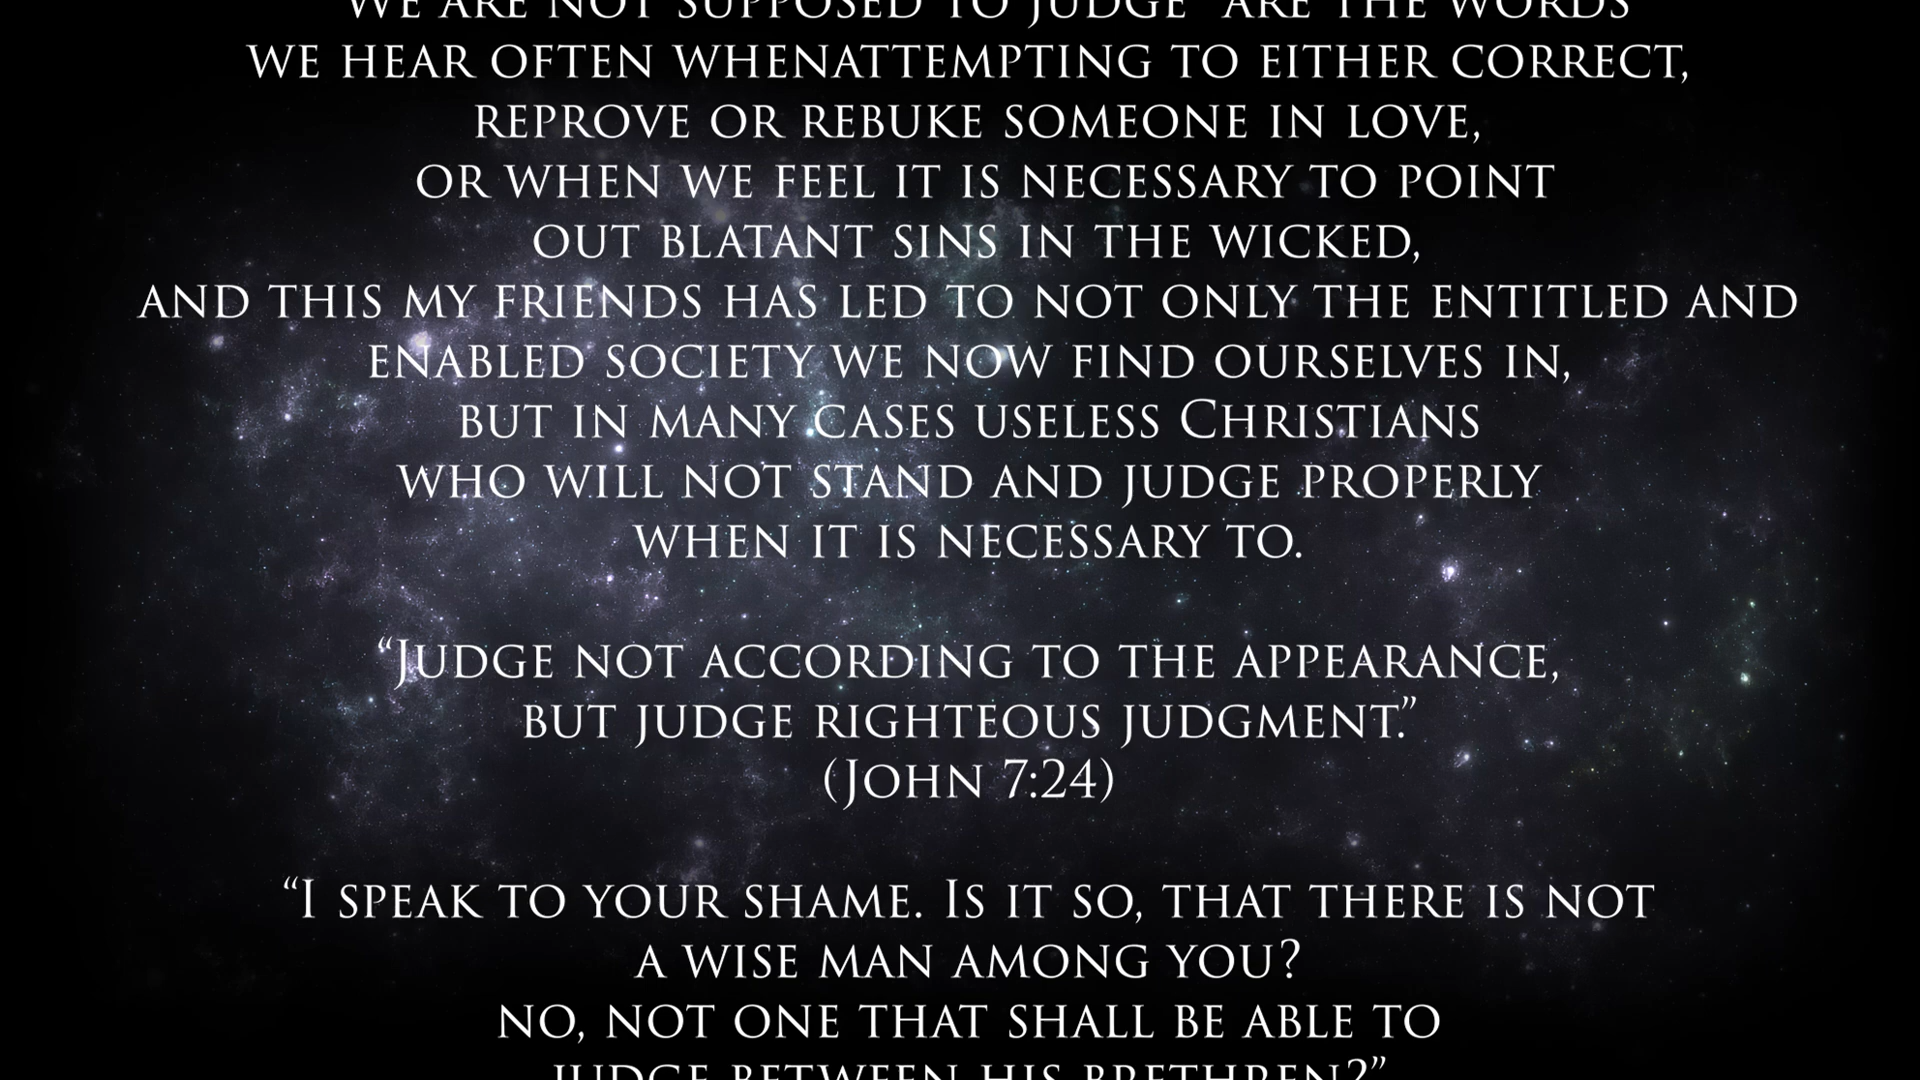 WE ARE NOT SUPPOSED TO JUDGE" ARE THE WORDS
WE HEAR OFTEN WHENATTEMPTING TO EITHER CORRECT,
REPROVE OR REBUKE SOMEONE IN LOVE,
OR WHEN WE FEEL IT IS NECESSARY TO POINT
OUT BLATANT SINS IN THE WICKED,
AND THIS MY FRIENDS HAS LED TO NOT ONLY THE ENTITLED AND
ENABLED SOCIETY WE NOW FIND OURSELVES IN,
BUT IN MANY CASES USELESS CHRISTIANS
WHO WILL NOT STAND AND JUDGE PROPERLY
WHEN IT IS NECESSARY TO.
“JUDGE NOT ACCORDING TO THE APPEARANCE,
BUT JUDGE RIGHTEOUS JUDGMENT.”
(JOHN 7:24)
“I SPEAK TO YOUR SHAME. IS IT SO, THAT THERE IS NOT
A WISE MAN AMONG YOU?
NO, NOT ONE THAT SHALL BE ABLE TO
JUDGE BETWEEN HIS BRETHREN?”